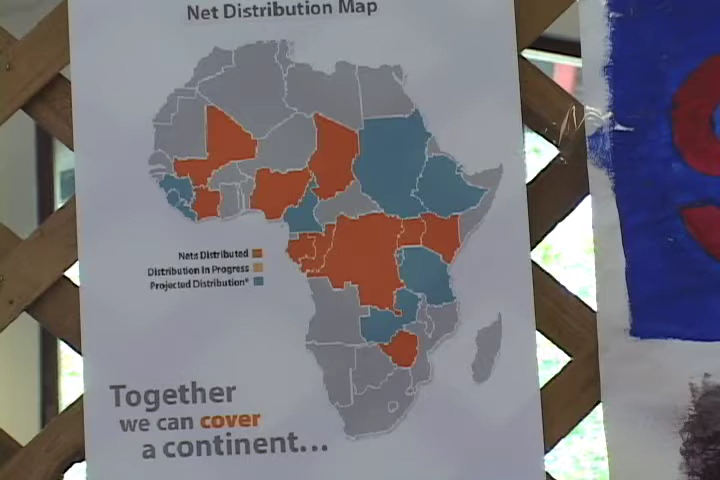 Net Distribution Map
Nets Distributed
Distribution In Progress
Projected Distribution*
Together
we can cover
a continent...